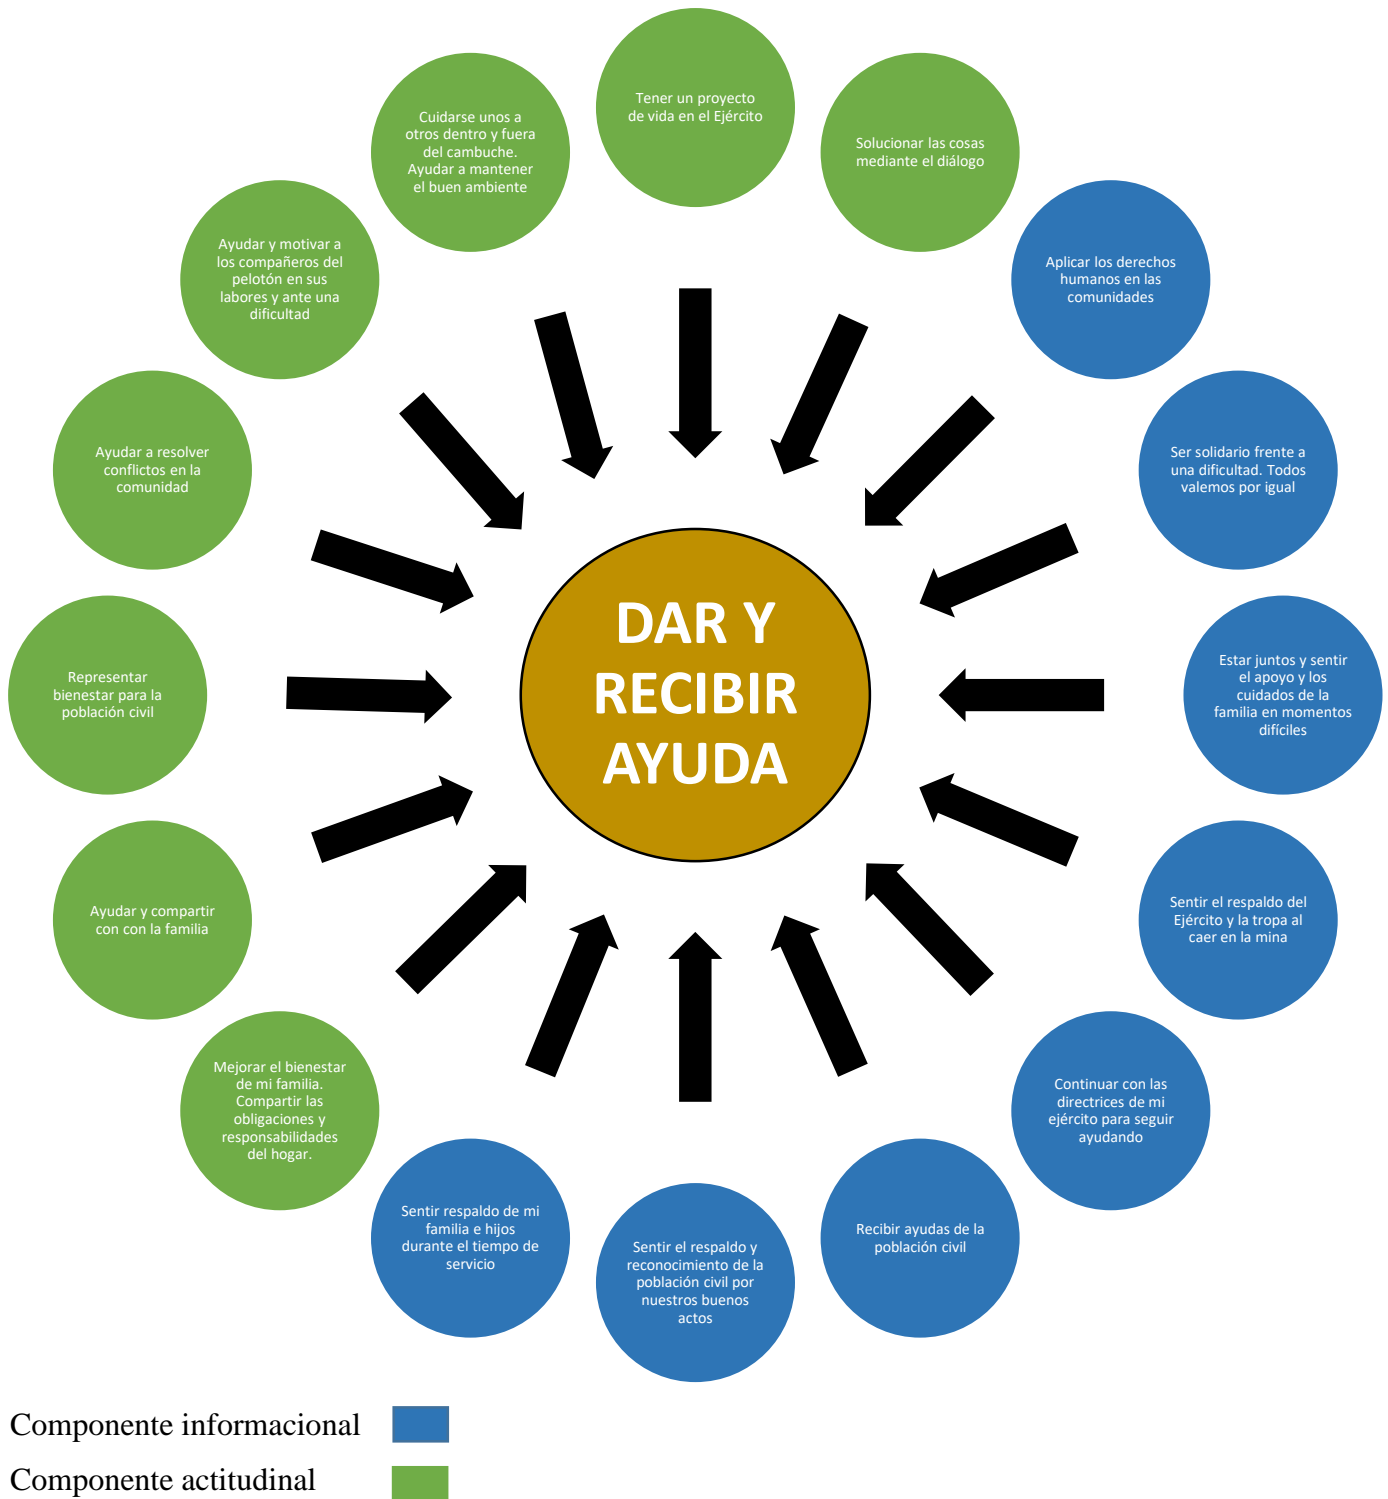 Tener un proyecto
de vida en el Ejército
Solucionar las cosas
mediante el diálogo
Aplicar los derechos
humanos en las
comunidades
Ser solidario frente a
una dificultad. Todos
valemos por igual
Estar juntos y sentir
el apoyo y los
cuidados de la
familia en momentos
difíciles
Sentir el respaldo del
Ejército y la tropa al
caer en la mina
Continuar con las
directrices de mi
ejército para seguir
ayudando
Recibir ayudas de la
población civil
Sentir el respaldo y
reconocimiento de la
población civil por
nuestros buenos
actos
Sentir respaldo de mi
familia e hijos
durante el tiempo de
servicio
Mejorar el bienestar
de mi familia.
Compartir las
obligaciones y
responsabilidades
del hogar.
Ayudar y compartir
con con la familia
Representar
bienestar para la
población civil
Ayudar a resolver
conflictos en la
comunidad
Ayudar y motivar a
los compañeros del
pelotón en sus
labores y ante una
dificultad
Cuidarse unos a
otros dentro y fuera
del cambuche.
Ayudar a mantener
el buen ambiente
DAR Y
RECIBIR
AYUDA
Componente informacional
Componente actitudinal